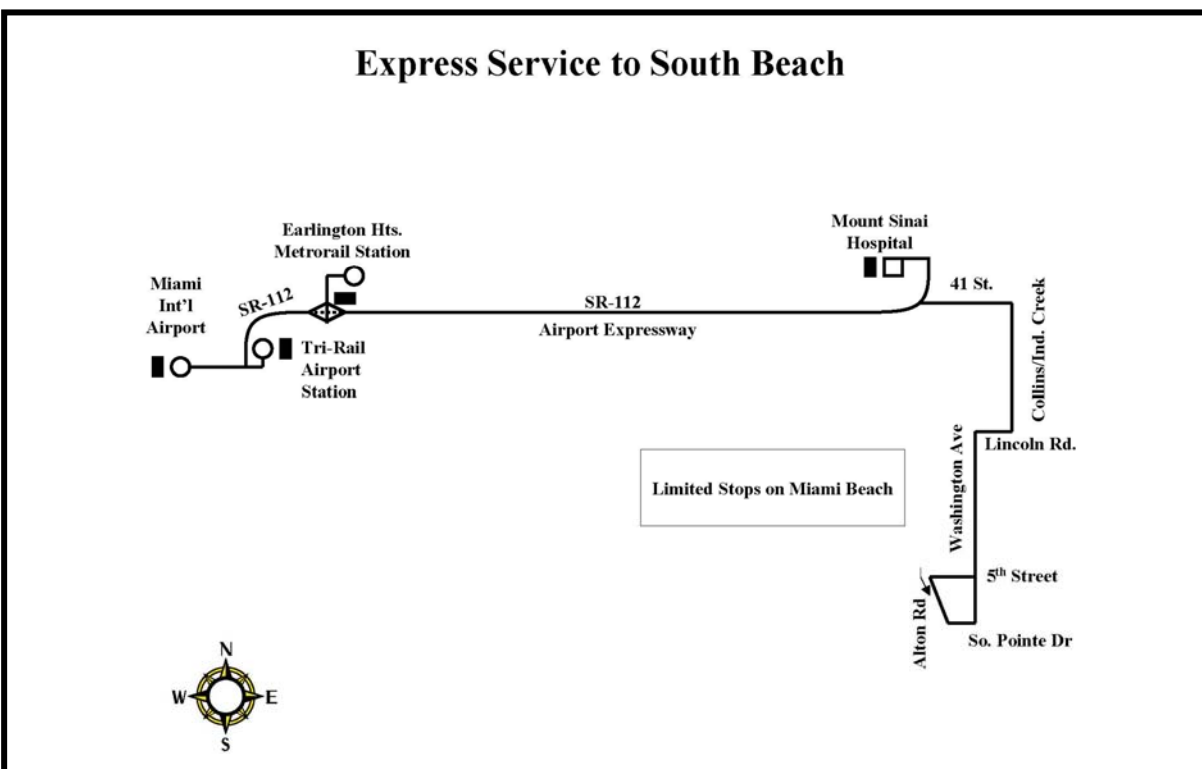 Express Service to South Beach
Mount Sinai
Hospital
Earlington Hts.
Metrorail Station
Miami
Int'l
Airport
SR-112
SR-112
41 St.
Airport Expressway
Collins/Ind. Creek
Tri-Rail
Airport
Station
Lincoln Rd.
Washington Ave
Limited Stops on Miami Beach
5th Street
Alton Rd
So. Pointe Dr
N
W
E
S